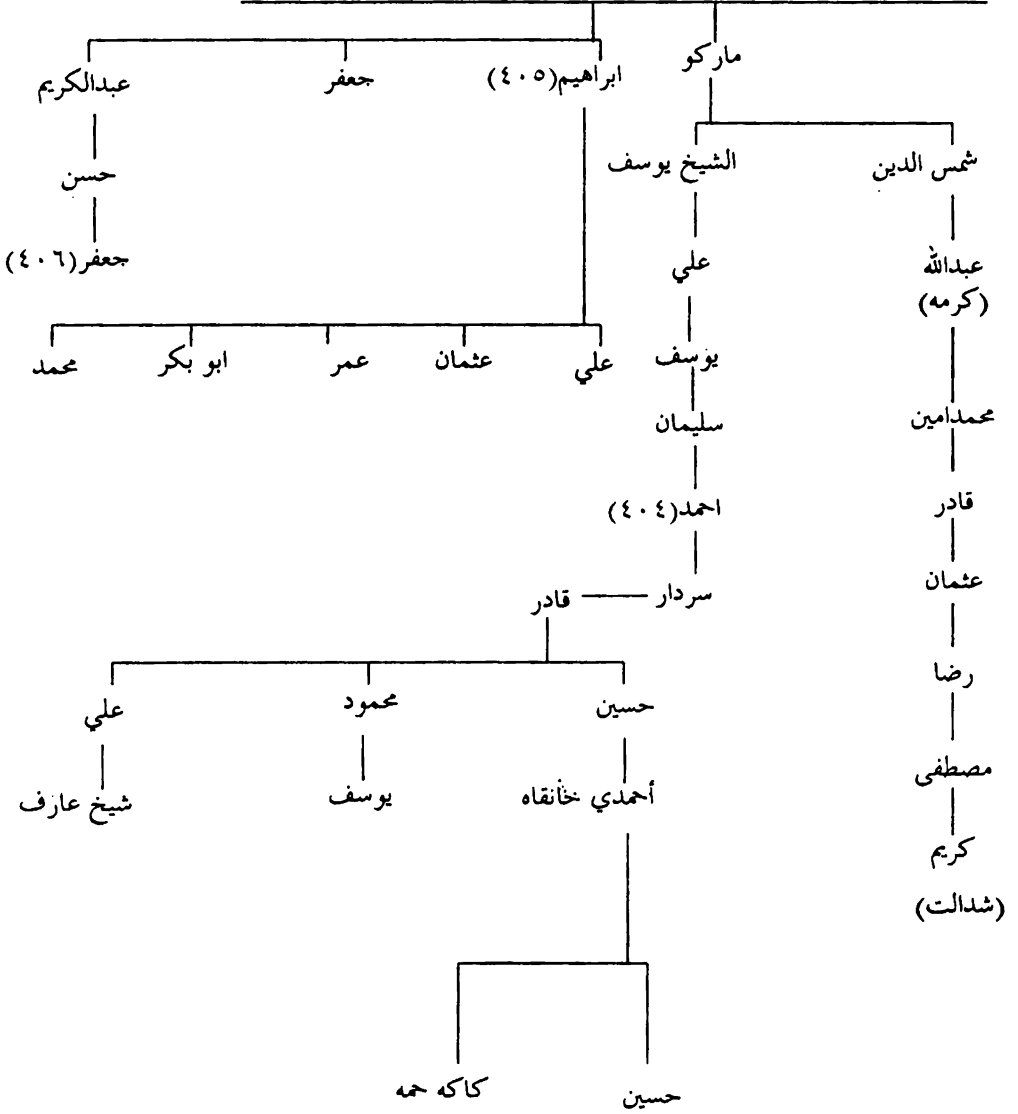 ماركو
ابراهيم (٤٠٥) جعفر عبدالكريم
شمس الدين الشيخ يوسف حسن
عبدالله علي جعفر (٤٠٦)
(كرمه)
يوسف علي عثمان عمر ابو بكر محمد
محمدامين سليمان
قادر احمد (٤٠٤)
عثمان سردار قادر
رضا حسين محمود علي
مصطفى أحمدي خانقاه يوسف شيخ عارف
كريم
(شدالت)
حسين كاكه حمه